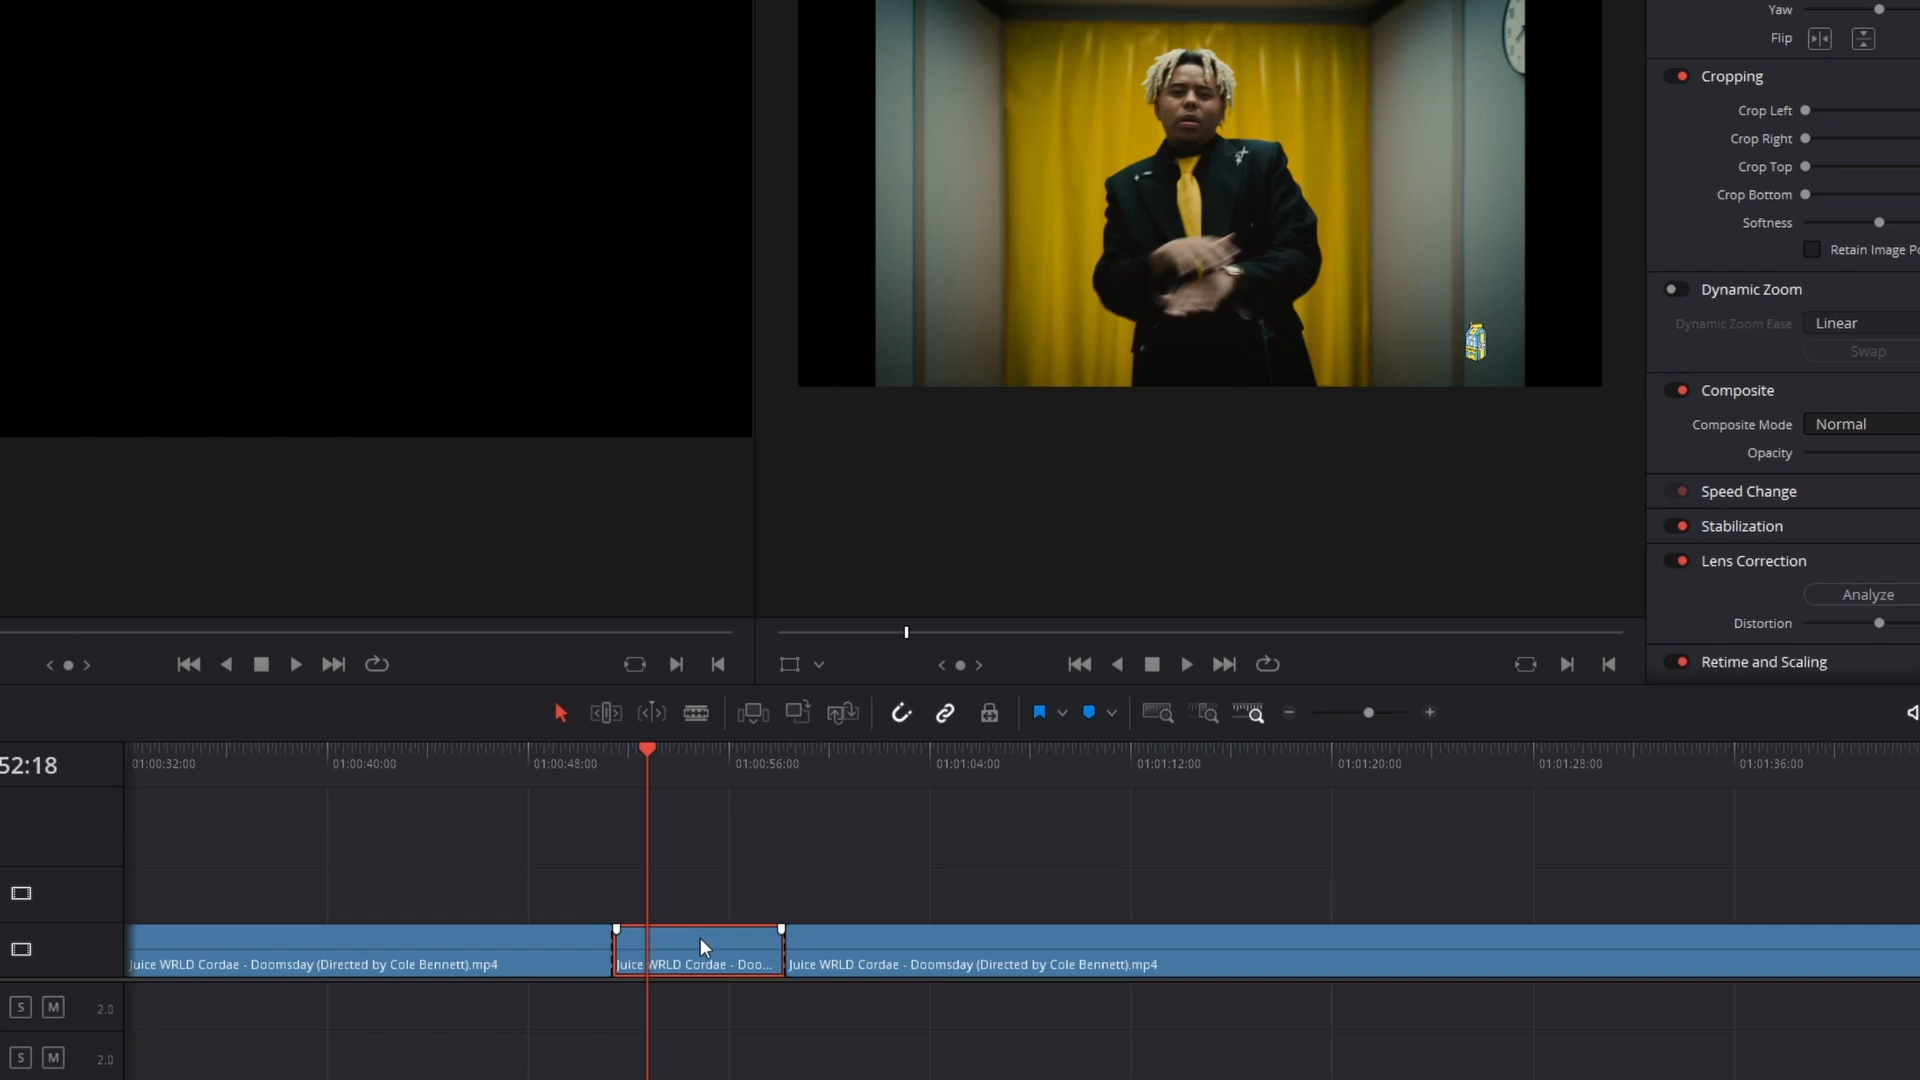 Yaw
Flip
Cropping
Crop Left
Crop Right
Crop Top
Crop Bottom
Softness
Retain Image Po
Dynamic Zoom
Dynamic Zoom Ease Linear
Swap
Composite
Composite Mode Normal
Opacity
Speed Change
Stabilization
Lens Correction
Analyze
Distortion
Retime and Scaling
52:18
01:00:32:00 01:00:40:00 01:00:48:00 01:00:56:00 01:01:04:00 01:01:12:00 01:01:20:00 01:01:28:00 01:01:36:00
Juice WRLD Cordae - Doomsday (Directed by Cole Bennett).mp4 Juice WRLD Cordae - Doo... Juice WRLD Cordae - Doomsday (Directed by Cole Bennett).mp4
S M 2.0
S M 2.0